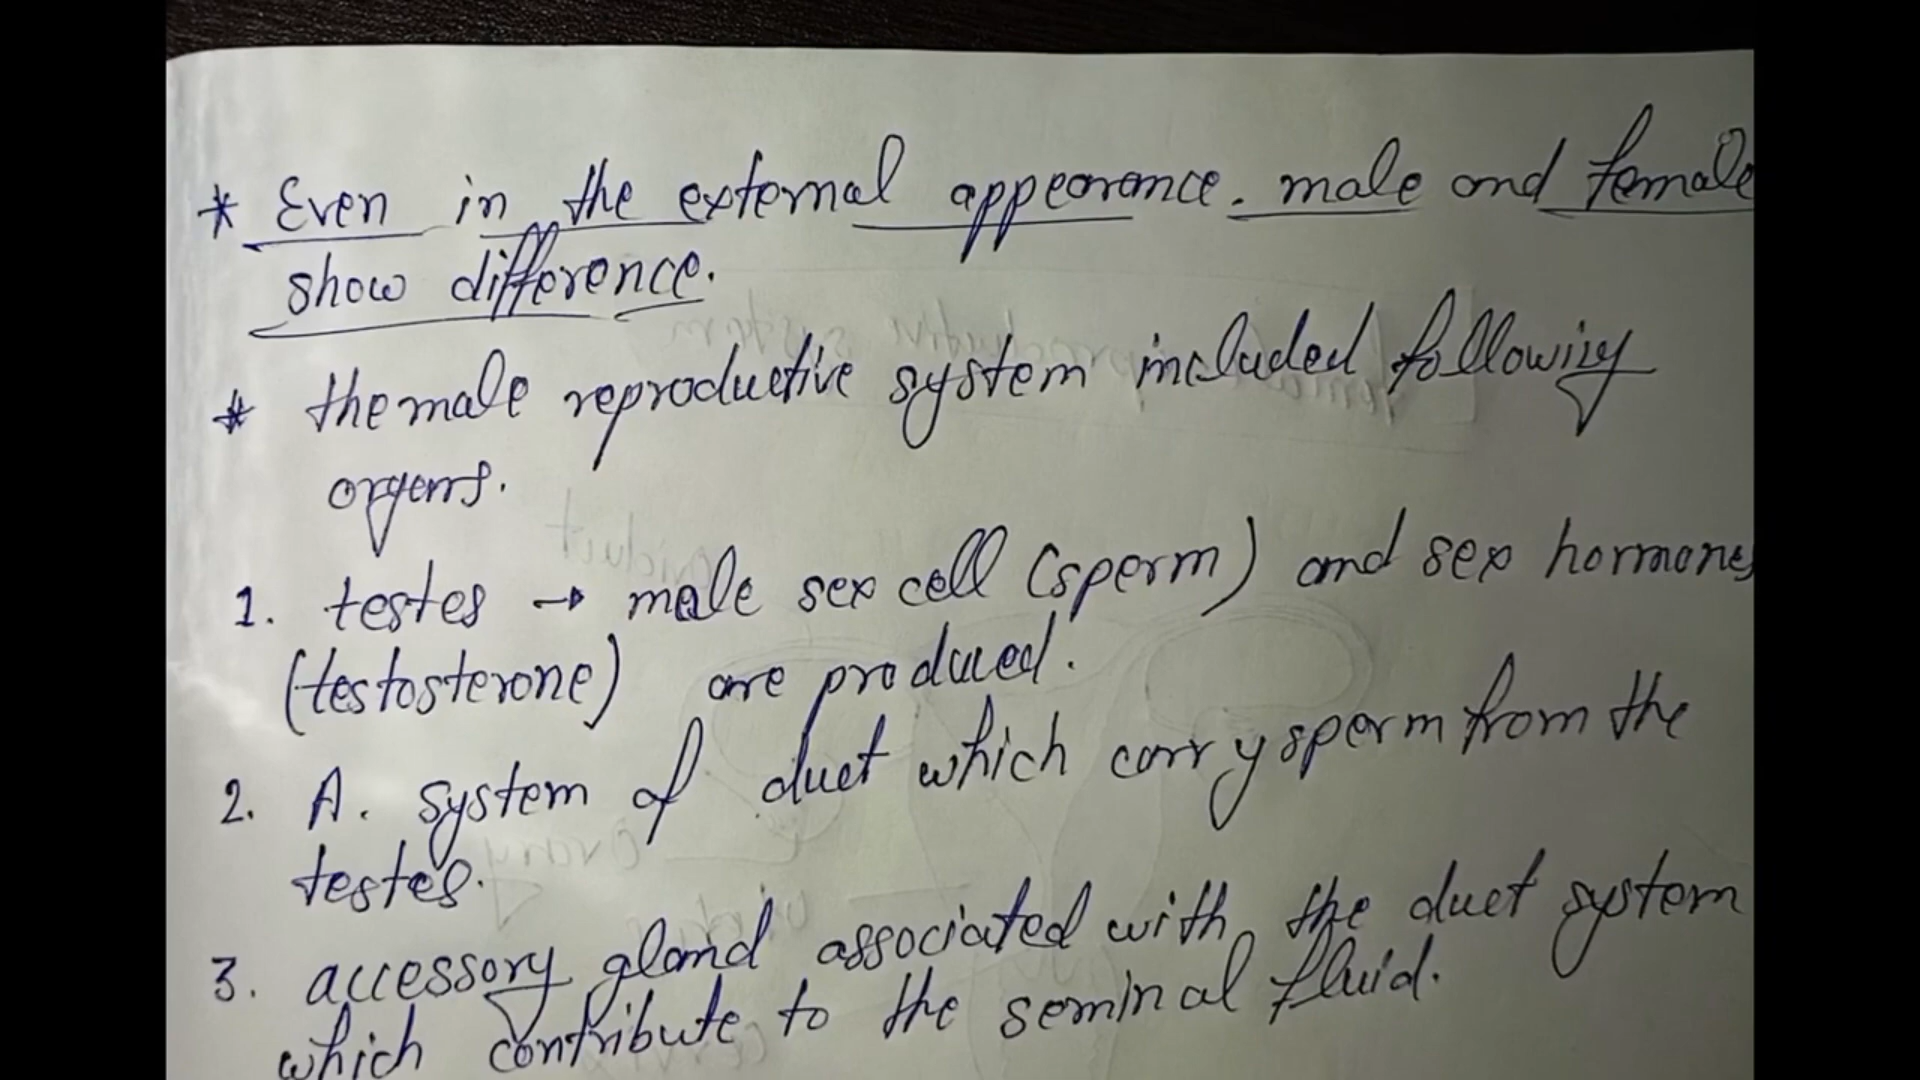 * Even in the external appearance. male and female
show difference.
* the male reproductive system included following
organs.
1. testes → male sex cell (sperm) and sex hormones
(testosterone) are produced.
2. A. system of duct which carry sperm from the
testes.
3. accessory gland associated with the duct system
which contribute to the seminal fluid.